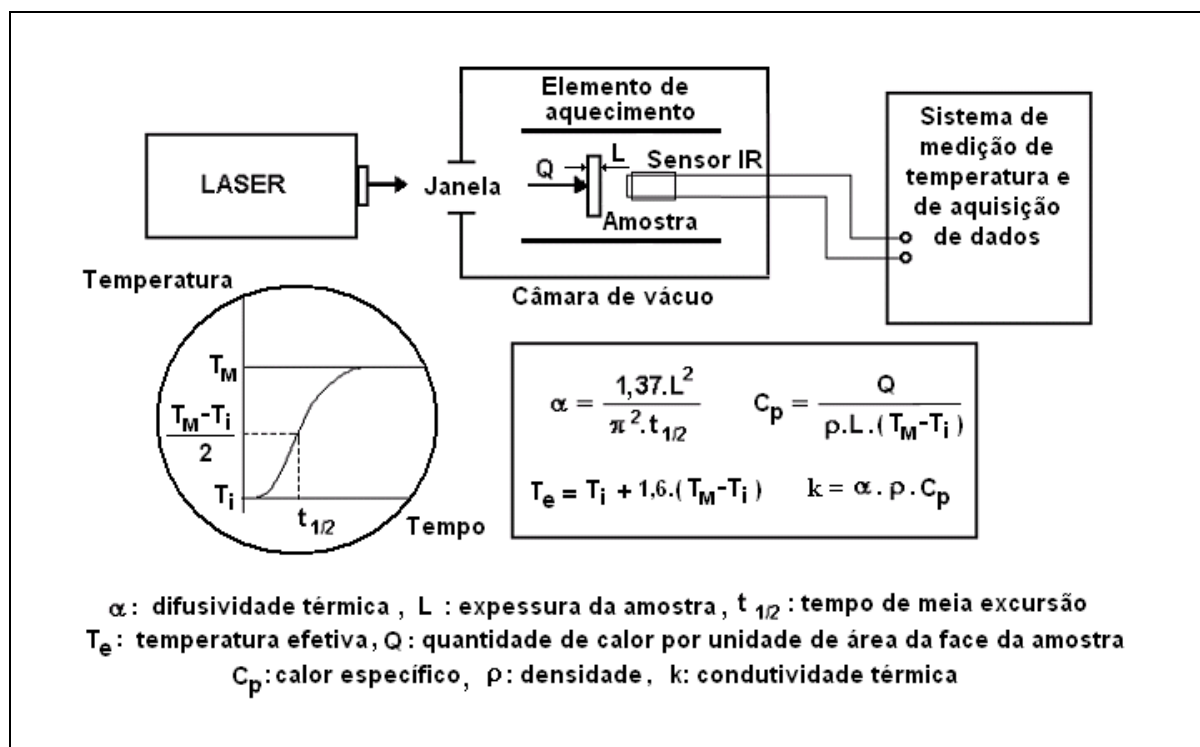 Elemento de
aquecimento
LASER
Janela
Q
L
Sensor IR
Amostra
Câmara de vácuo
Sistema de
medição de
temperatura e
de aquisição
de dados
Temperatura
T_M
T_M-T_i
2
T_i
t_1/2
Tempo
α = 1,37.L² / π².t_1/2
C_p = Q / ρ.L.(T_M-T_i)
T_e = T_i + 1,6.(T_M-T_i)
k = α . ρ . C_p
α: difusividade térmica , L : expessura da amostra, t_1/2 : tempo de meia excursão
T_e: temperatura efetiva, Q: quantidade de calor por unidade de área da face da amostra
C_p:calor específico, ρ: densidade, k: condutividade térmica